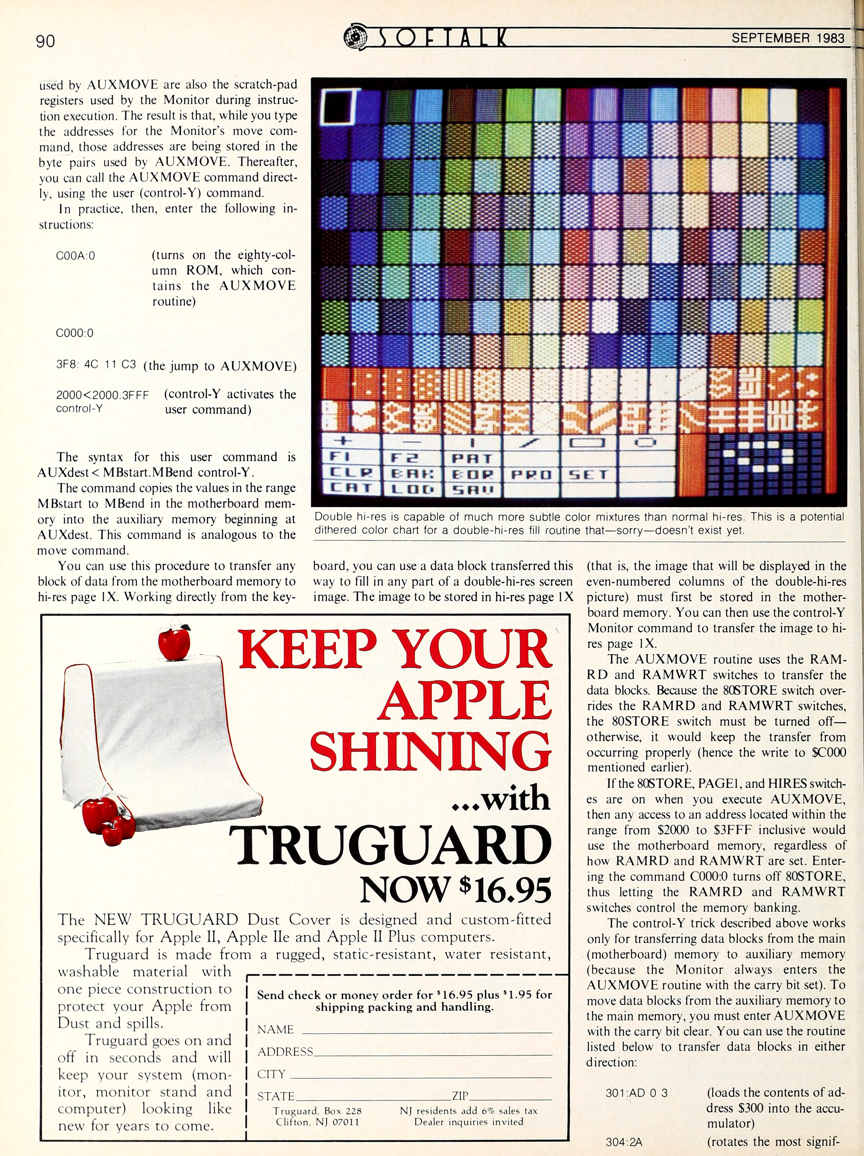 90
SOFTALK
SEPTEMBER 1983
used by AUXMOVE are also the scratch-pad
registers used by the Monitor during instruc-
tion execution. The result is that, while you type
the addresses for the Monitor's move com-
mand, those addresses are being stored in the
byte pairs used by AUXMOVE. Thereafter,
you can call the AUXMOVE command direct-
ly, using the user (control-Y) command.
In practice, then, enter the following in-
structions:
C00A:0 (turns on the eighty-col-
umn ROM, which con-
tains the AUXMOVE
routine)
C000:0
3F8: 4C 11 C3 (the jump to AUXMOVE)
2000<2000.3FFF (control-Y activates the
control-Y user command)
The syntax for this user command is
AUXdest < MBstart.MBend control-Y.
The command copies the values in the range
MBstart to MBend in the motherboard mem-
ory into the auxiliary memory beginning at
AUXdest. This command is analogous to the
move command.
You can use this procedure to transfer any
block of data from the motherboard memory to
hi-res page 1X. Working directly from the key-
+ − | / 
F1 F2 PAT
CLR BAK EOR PRO SET
CAT LOD SAV
Double hi-res is capable of much more subtle color mixtures than normal hi-res. This is a potential
dithered color chart for a double-hi-res fill routine that—sorry—doesn't exist yet.
board, you can use a data block transferred this
way to fill in any part of a double-hi-res screen
image. The image to be stored in hi-res page 1X
(that is, the image that will be displayed in the
even-numbered columns of the double-hi-res
picture) must first be stored in the mother-
board memory. You can then use the control-Y
Monitor command to transfer the image to hi-
res page 1X.
The AUXMOVE routine uses the RAM-
RD and RAMWRT switches to transfer the
data blocks. Because the 80STORE switch over-
rides the RAMRD and RAMWRT switches,
the 80STORE switch must be turned off—
otherwise, it would keep the transfer from
occurring properly (hence the write to $C000
mentioned earlier).
If the 80STORE, PAGE1, and HIRES switch-
es are on when you execute AUXMOVE,
then any access to an address located within the
range from $2000 to $3FFF inclusive would
use the motherboard memory, regardless of
how RAMRD and RAMWRT are set. Enter-
ing the command C000:0 turns off 80STORE,
thus letting the RAMRD and RAMWRT
switches control the memory banking.
The control-Y trick described above works
only for transferring data blocks from the main
(motherboard) memory to auxiliary memory
(because the Monitor always enters the
AUXMOVE routine with the carry bit set). To
move data blocks from the auxiliary memory to
the main memory, you must enter AUXMOVE
with the carry bit clear. You can use the routine
listed below to transfer data blocks in either
direction:
301:AD 0 3 (loads the contents of ad-
dress $300 into the accu-
mulator)
304:2A (rotates the most signif-
KEEP YOUR
APPLE
SHINING
...with
TRUGUARD
NOW $16.95
The NEW TRUGUARD Dust Cover is designed and custom-fitted
specifically for Apple II, Apple IIe and Apple II Plus computers.
Truguard is made from a rugged, static-resistant, water resistant,
washable material with
one piece construction to
protect your Apple from
Dust and spills.
Truguard goes on and
off in seconds and will
keep your system (mon-
itor, monitor stand and
computer) looking like
new for years to come.
Send check or money order for $16.95 plus $1.95 for
shipping packing and handling.
NAME
ADDRESS
CITY
STATE ZIP
Truguard, Box 228 NJ residents add 6% sales tax
Clifton, NJ 07011 Dealer inquiries invited